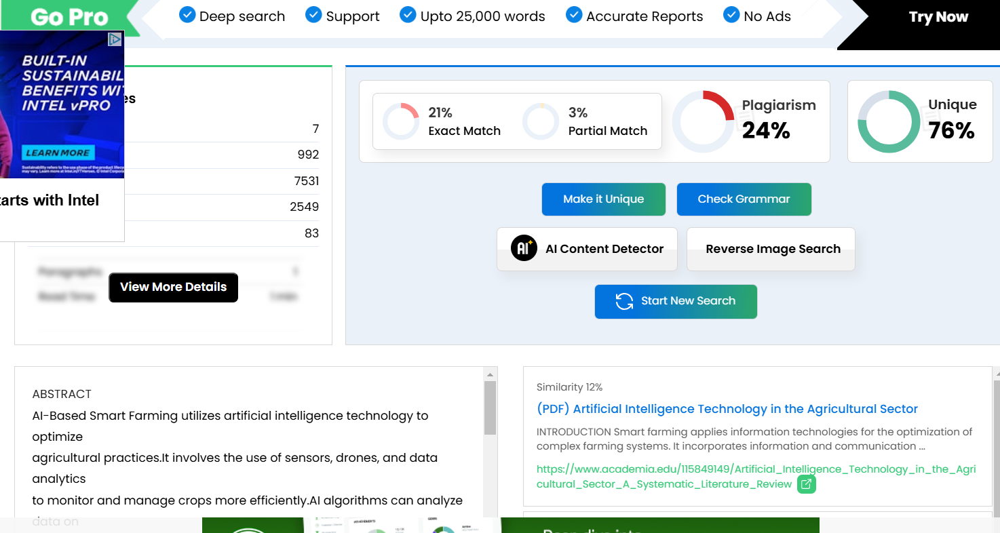 Go Pro
Deep search
Support
Upto 25,000 words
Accurate Reports
No Ads
Try Now
BUILT-IN
SUSTAINABIL
BENEFITS WI
INTEL vPRO
LEARN MORE
tarts with Intel
es
7
992
7531
2549
83
Paragraphs
1
Read Time
1 min
View More Details
21%
Exact Match
3%
Partial Match
Plagiarism
24%
Unique
76%
Make it Unique
Check Grammar
AI
AI Content Detector
Reverse Image Search
Start New Search
ABSTRACT
AI-Based Smart Farming utilizes artificial intelligence technology to
optimize
agricultural practices.It involves the use of sensors, drones, and data
analytics
to monitor and manage crops more efficiently.AI algorithms can analyze
data on
Similarity 12%
(PDF) Artificial Intelligence Technology in the Agricultural Sector
INTRODUCTION Smart farming applies information technologies for the optimization of
complex farming systems. It incorporates information and communication ...
https://www.academia.edu/115849149/Artificial_Intelligence_Technology_in_the_Agri
cultural_Sector_A_Systematic_Literature_Review